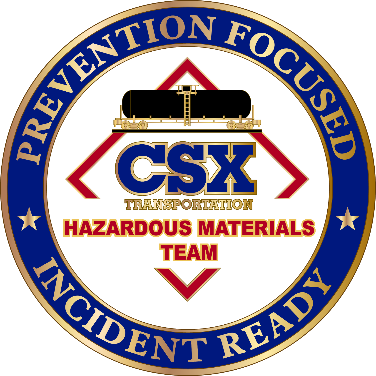 PREVENTION FOCUSED
CSX
TRANSPORTATION
HAZARDOUS MATERIALS
TEAM
INCIDENT READY